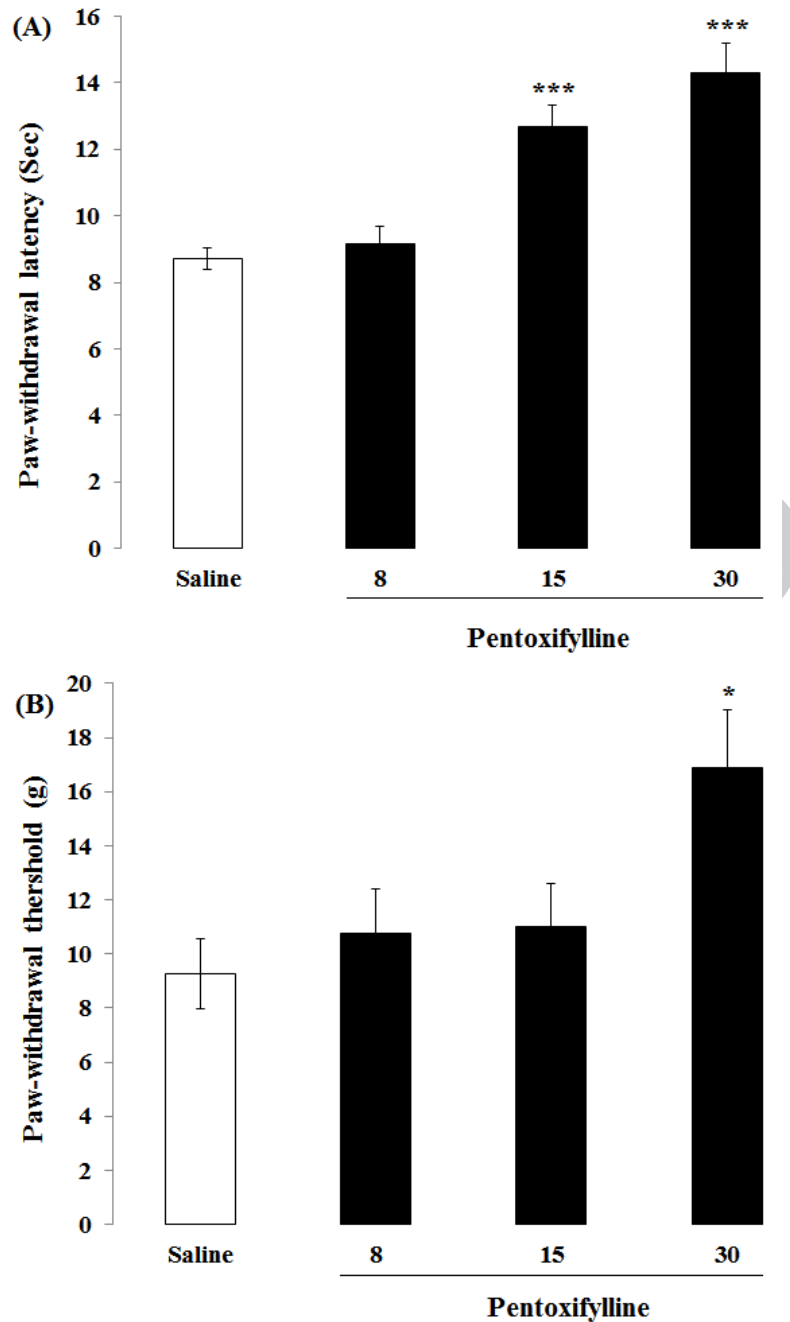 (A)
Paw-withdrawal latency (Sec)
16
14
12
10
8
6
4
2
0
***
***
Saline 8 15 30
Pentoxifylline
(B)
Paw-withdrawal thershold (g)
20
18
16
14
12
10
8
6
4
2
0
*
Saline 8 15 30
Pentoxifylline